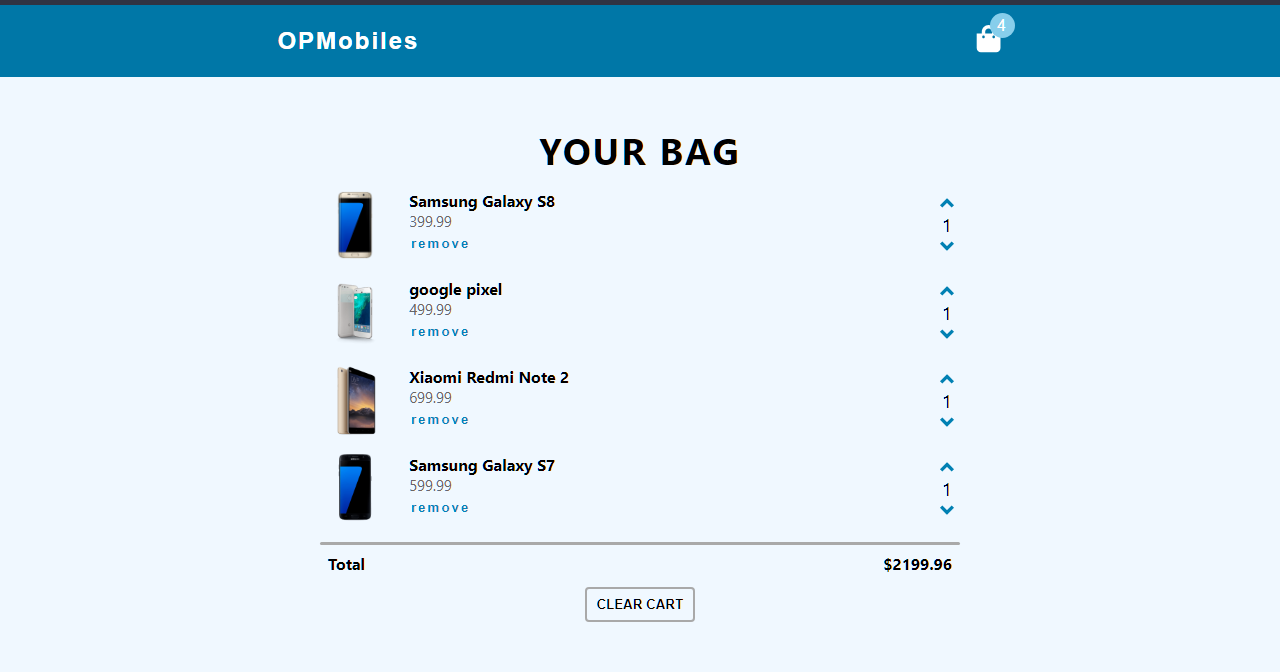 OPMobiles
4
YOUR BAG
Samsung Galaxy S8
399.99
remove
1
google pixel
499.99
remove
1
Xiaomi Redmi Note 2
699.99
remove
1
Samsung Galaxy S7
599.99
remove
1
Total $2199.96
CLEAR CART